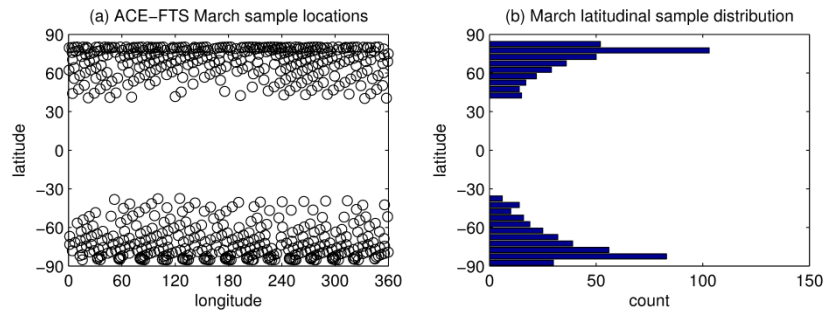 (a) ACE−FTS March sample locations
(b) March latitudinal sample distribution
90
60
30
0
−30
−60
−90
latitude
0 60 120 180 240 300 360
longitude
90
60
30
0
−30
−60
−90
latitude
0 50 100 150
count